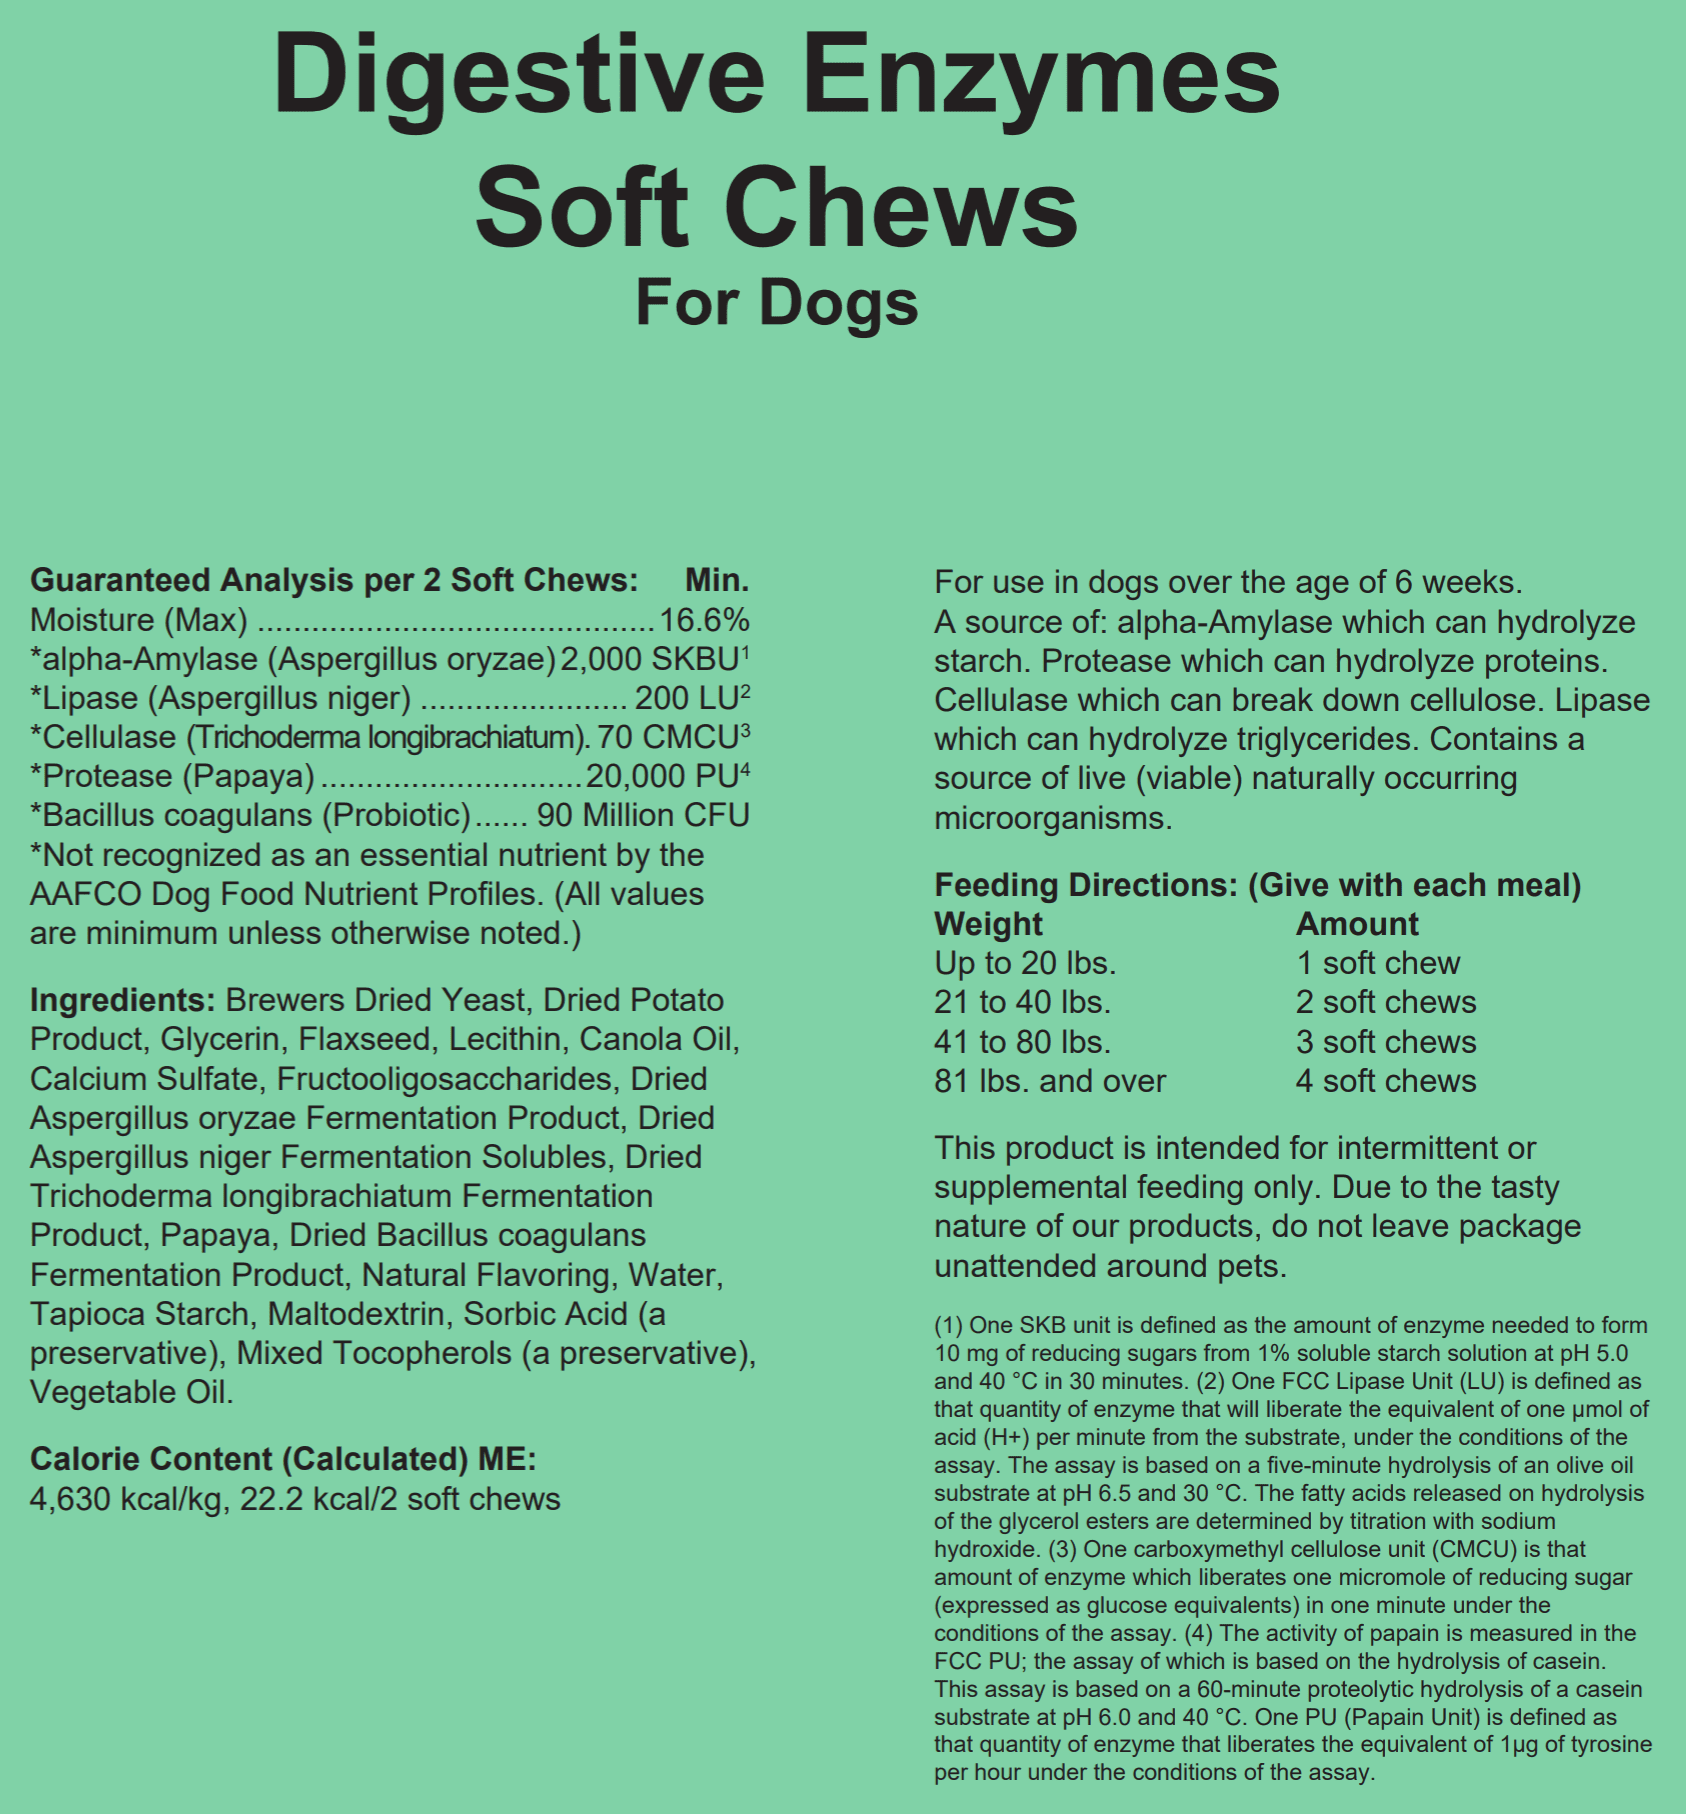 Digestive Enzymes
Soft Chews
For Dogs
Guaranteed Analysis per 2 Soft Chews: Min.
Moisture (Max) ............................................16.6%
*alpha-Amylase (Aspergillus oryzae) 2,000 SKBU¹
*Lipase (Aspergillus niger) ....................... 200 LU²
*Cellulase (Trichoderma longibrachiatum). 70 CMCU³
*Protease (Papaya) .............................20,000 PU⁴
*Bacillus coagulans (Probiotic)...... 90 Million CFU
*Not recognized as an essential nutrient by the
AAFCO Dog Food Nutrient Profiles. (All values
are minimum unless otherwise noted.)
Ingredients: Brewers Dried Yeast, Dried Potato
Product, Glycerin, Flaxseed, Lecithin, Canola Oil,
Calcium Sulfate, Fructooligosaccharides, Dried
Aspergillus oryzae Fermentation Product, Dried
Aspergillus niger Fermentation Solubles, Dried
Trichoderma longibrachiatum Fermentation
Product, Papaya, Dried Bacillus coagulans
Fermentation Product, Natural Flavoring, Water,
Tapioca Starch, Maltodextrin, Sorbic Acid (a
preservative), Mixed Tocopherols (a preservative),
Vegetable Oil.
Calorie Content (Calculated) ME:
4,630 kcal/kg, 22.2 kcal/2 soft chews
For use in dogs over the age of 6 weeks.
A source of: alpha-Amylase which can hydrolyze
starch. Protease which can hydrolyze proteins.
Cellulase which can break down cellulose. Lipase
which can hydrolyze triglycerides. Contains a
source of live (viable) naturally occurring
microorganisms.
Feeding Directions: (Give with each meal)
Weight Amount
Up to 20 lbs. 1 soft chew
21 to 40 lbs. 2 soft chews
41 to 80 lbs. 3 soft chews
81 lbs. and over 4 soft chews
This product is intended for intermittent or
supplemental feeding only. Due to the tasty
nature of our products, do not leave package
unattended around pets.
(1) One SKB unit is defined as the amount of enzyme needed to form
10 mg of reducing sugars from 1% soluble starch solution at pH 5.0
and 40 °C in 30 minutes. (2) One FCC Lipase Unit (LU) is defined as
that quantity of enzyme that will liberate the equivalent of one µmol of
acid (H+) per minute from the substrate, under the conditions of the
assay. The assay is based on a five-minute hydrolysis of an olive oil
substrate at pH 6.5 and 30 °C. The fatty acids released on hydrolysis
of the glycerol esters are determined by titration with sodium
hydroxide. (3) One carboxymethyl cellulose unit (CMCU) is that
amount of enzyme which liberates one micromole of reducing sugar
(expressed as glucose equivalents) in one minute under the
conditions of the assay. (4) The activity of papain is measured in the
FCC PU; the assay of which is based on the hydrolysis of casein.
This assay is based on a 60-minute proteolytic hydrolysis of a casein
substrate at pH 6.0 and 40 °C. One PU (Papain Unit) is defined as
that quantity of enzyme that liberates the equivalent of 1µg of tyrosine
per hour under the conditions of the assay.